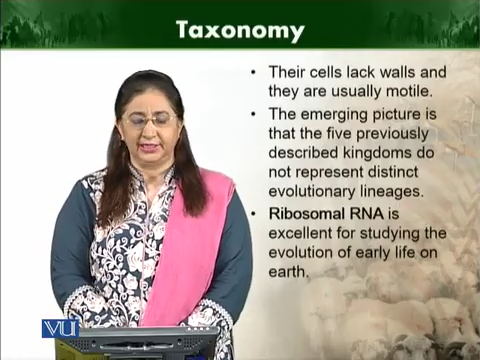 Taxonomy
• Their cells lack walls and
they are usually motile.
• The emerging picture is
that the five previously
described kingdoms do
not represent distinct
evolutionary lineages.
• Ribosomal RNA is
excellent for studying the
evolution of early life on
earth.
VU